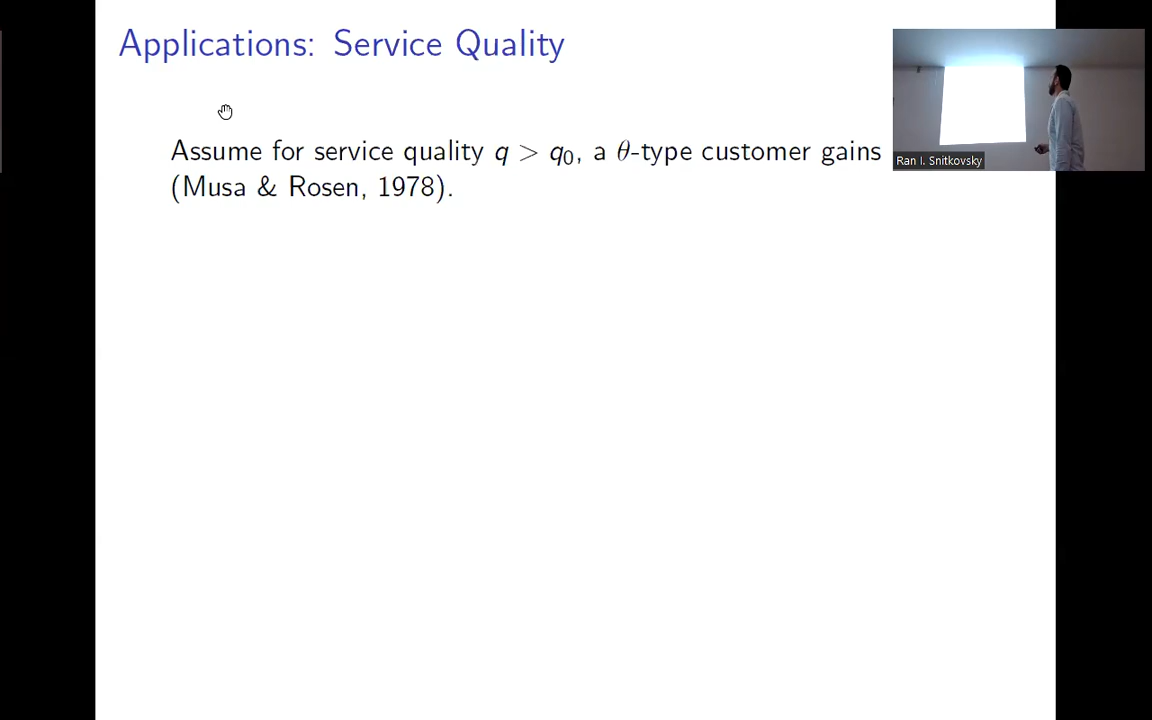 Applications: Service Quality
Assume for service quality q > q₀, a θ-type customer gains
(Musa & Rosen, 1978).
Ran I. Snitkovsky